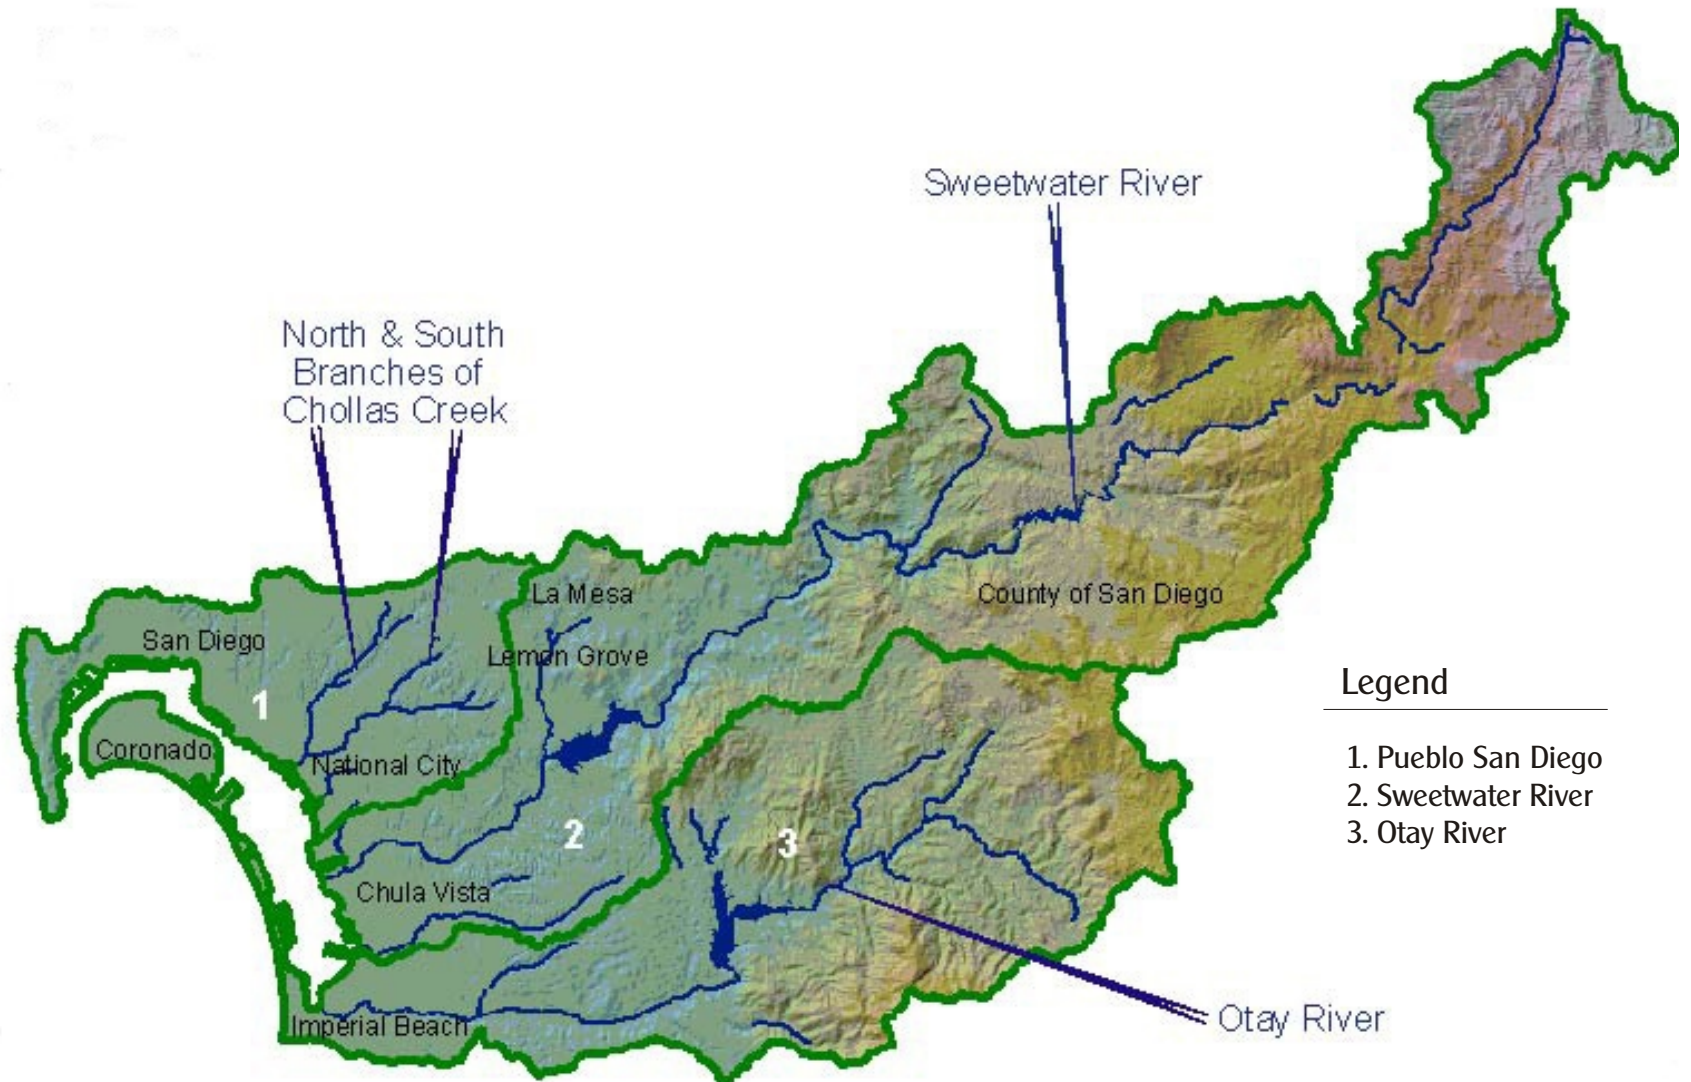 Sweetwater River
North & South
Branches of
Chollas Creek
La Mesa
County of San Diego
San Diego
Lemon Grove
Legend
1
Coronado
National City
1. Pueblo San Diego
2. Sweetwater River
3. Otay River
2
3
Chula Vista
Otay River
Imperial Beach